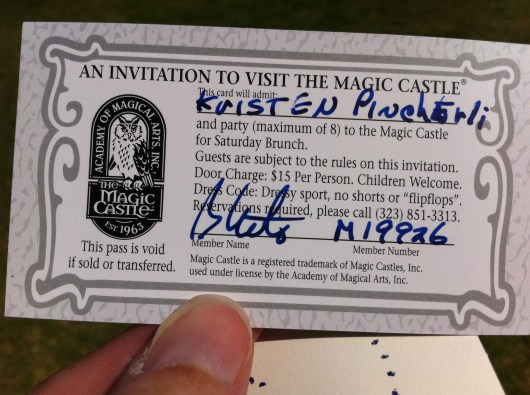 AN INVITATION TO VISIT THE MAGIC CASTLE®
This card will admit:
KRISTEN
and party (maximum of 8) to the Magic Castle
for Saturday Brunch.
Guests are subject to the rules on this invitation.
Door Charge: $15 Per Person. Children Welcome.
Dress Code: Dressy sport, no shorts or "flipflops".
Reservations required, please call (323) 851-3313.
M19926
Member Name Member Number
Magic Castle is a registered trademark of Magic Castles, Inc.
used under license by the Academy of Magical Arts, Inc.
ACADEMY OF MAGICAL ARTS, INC.
THE
MAGIC
CASTLE
EST 1963
This pass is void
if sold or transferred.